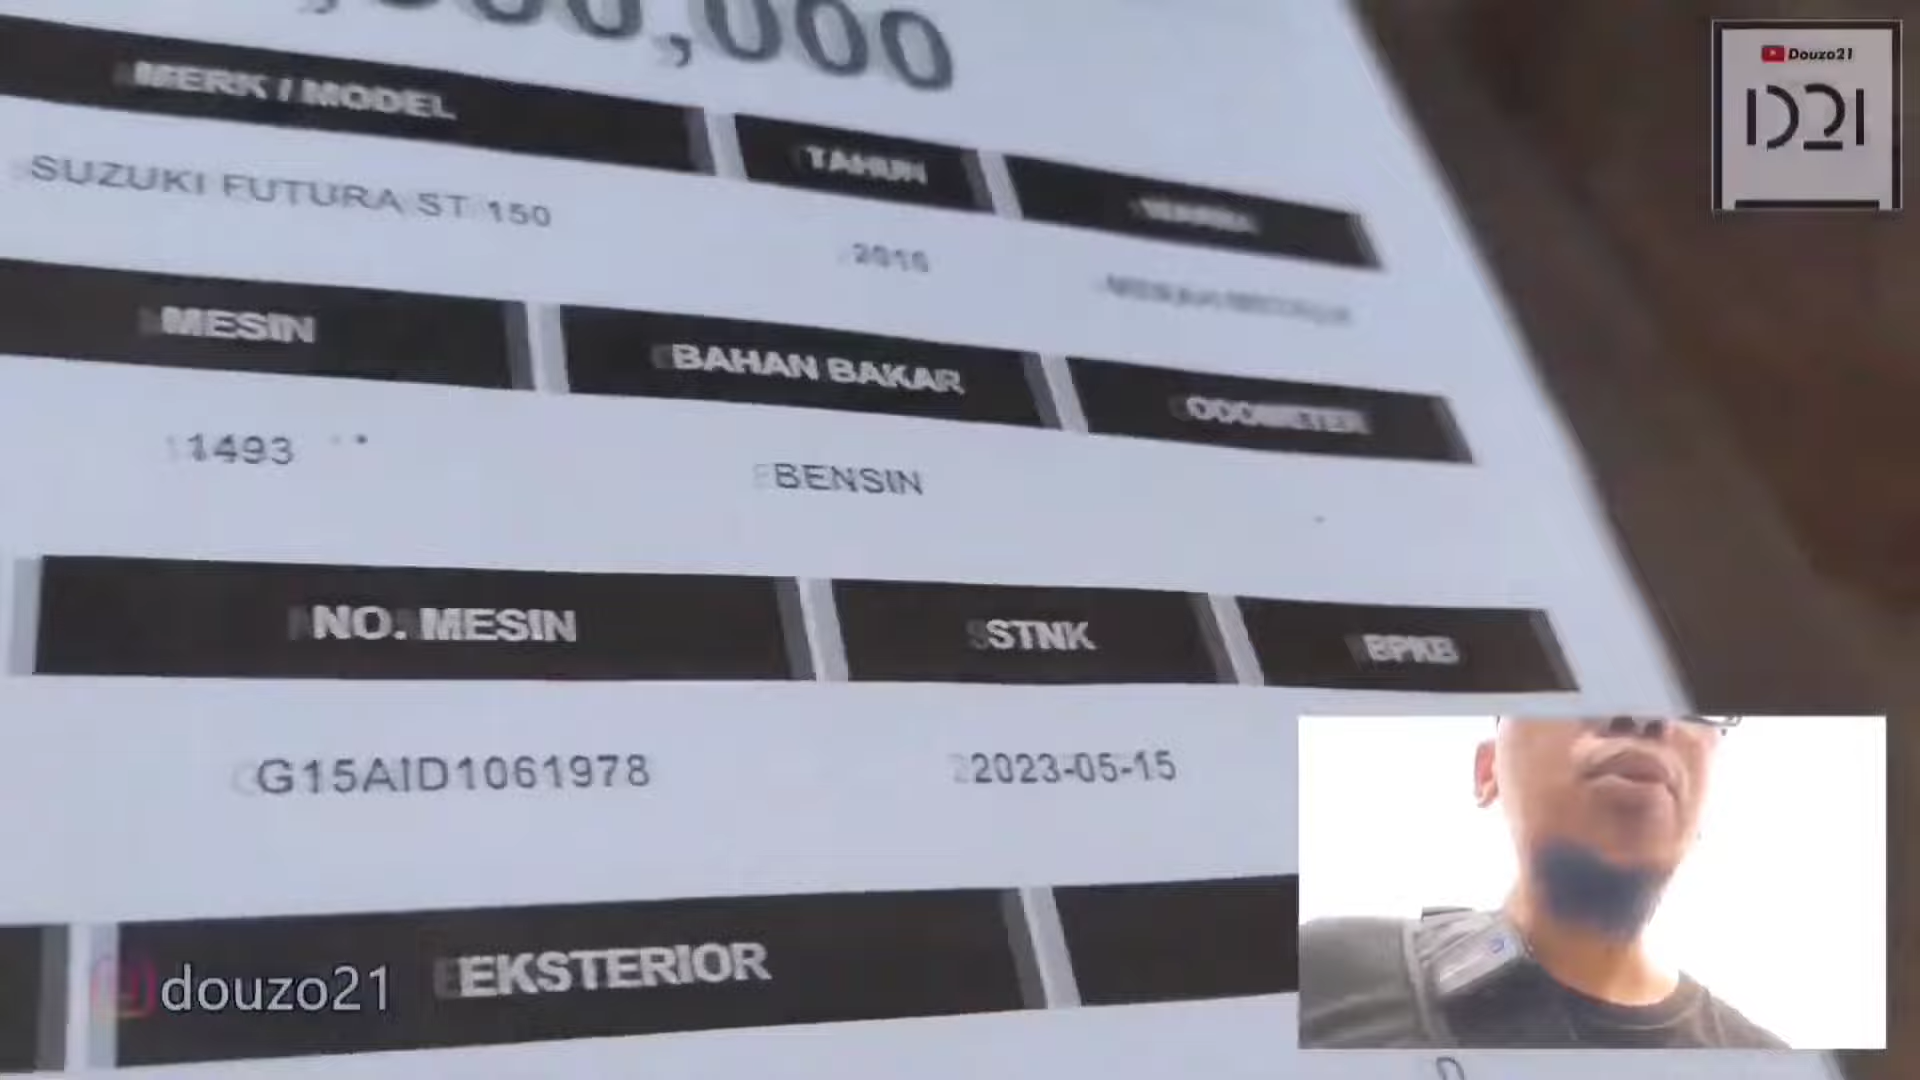 ,000
Douzo21
D21
MERK / MODEL
TAHUN
SUZUKI FUTURA ST 150
MESIN
BAHAN BAKAR
ODOMETER
1493
BENSIN
NO. MESIN
STNK
BPKB
G15AID1061978
2023-05-15
EKSTERIOR
douzo21